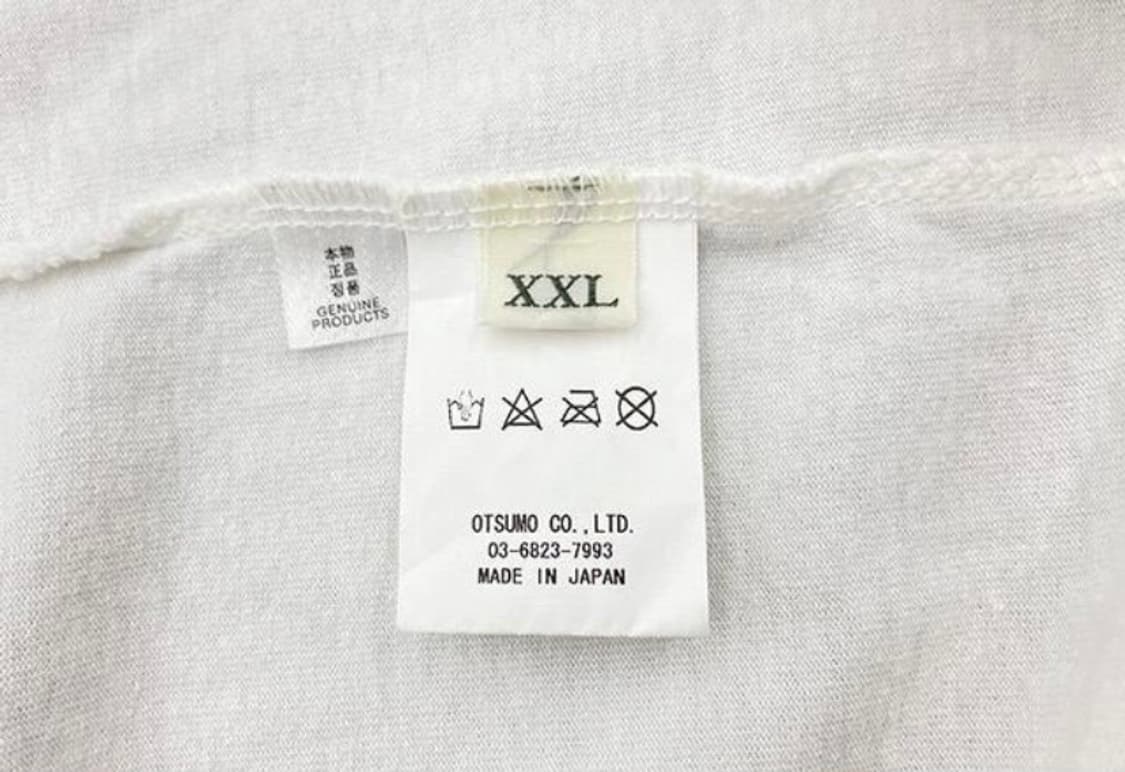 本物
正品
정품
GENUINE
PRODUCTS
XXL
OTSUMO CO.,LTD.
03-6823-7993
MADE IN JAPAN